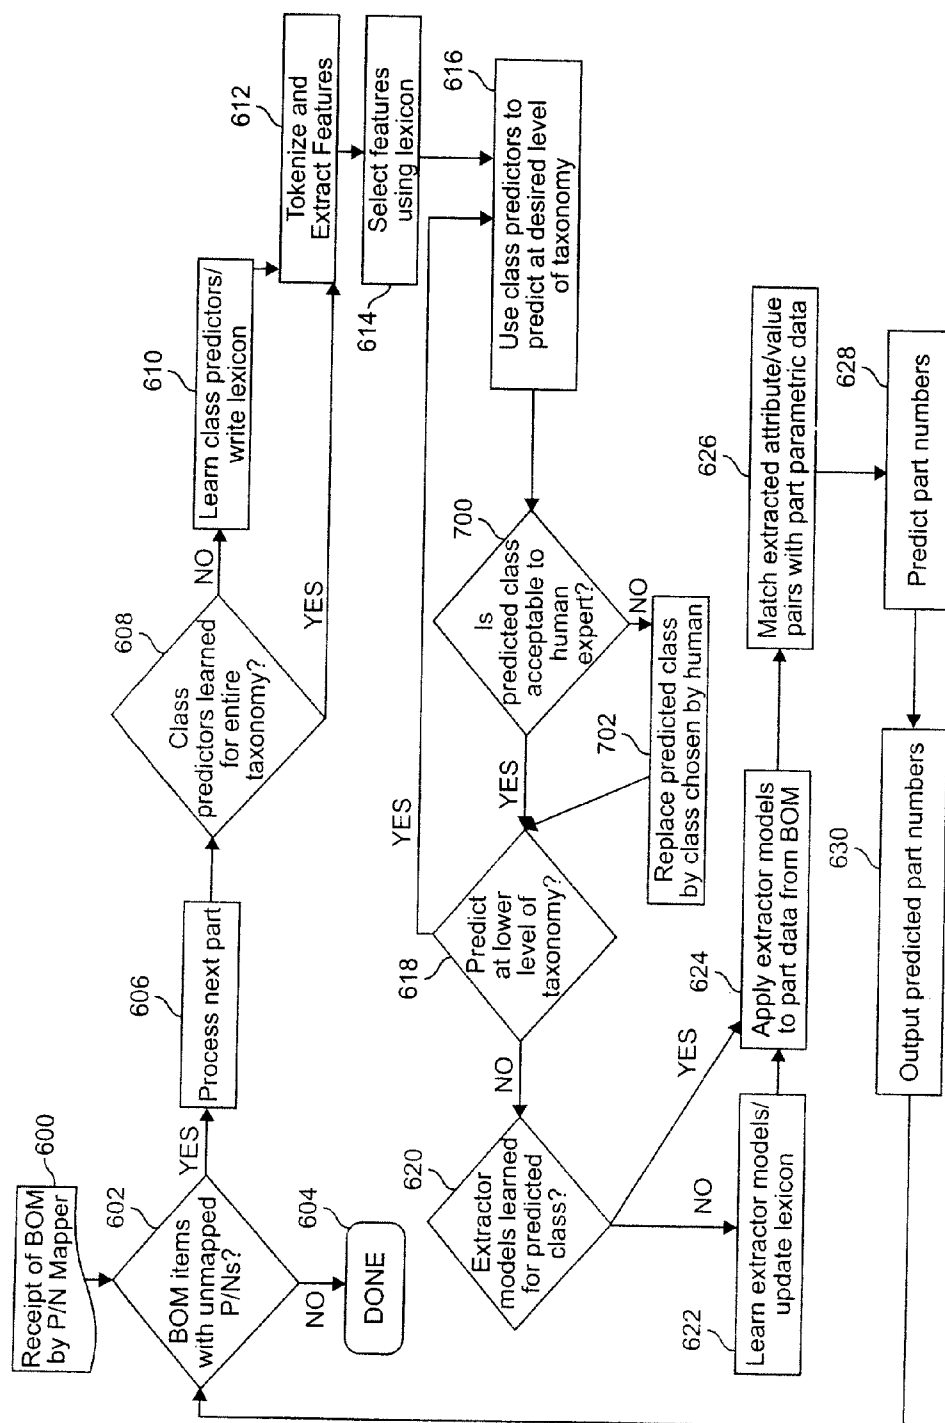 600
Receipt of BOM
by P/N Mapper
602
BOM items
with unmapped
P/Ns?
YES
NO
604
DONE
606
Process next part
608
Class
predictors learned
for entire
taxonomy?
NO
YES
610
Learn class predictors/
write lexicon
612
Tokenize and
Extract Features
614
Select features
using lexicon
616
Use class predictors to
predict at desired level
of taxonomy
700
Is
predicted class
acceptable to
human
expert?
YES
NO
702
Replace predicted class
by class chosen by human
618
Predict
at lower
level of
taxonomy?
YES
NO
620
Extractor
models learned
for predicted
class?
YES
NO
622
Learn extractor models/
update lexicon
624
Apply extractor models
to part data from BOM
626
Match extracted attribute/value
pairs with part parametric data
628
Predict part numbers
630
Output predicted part numbers